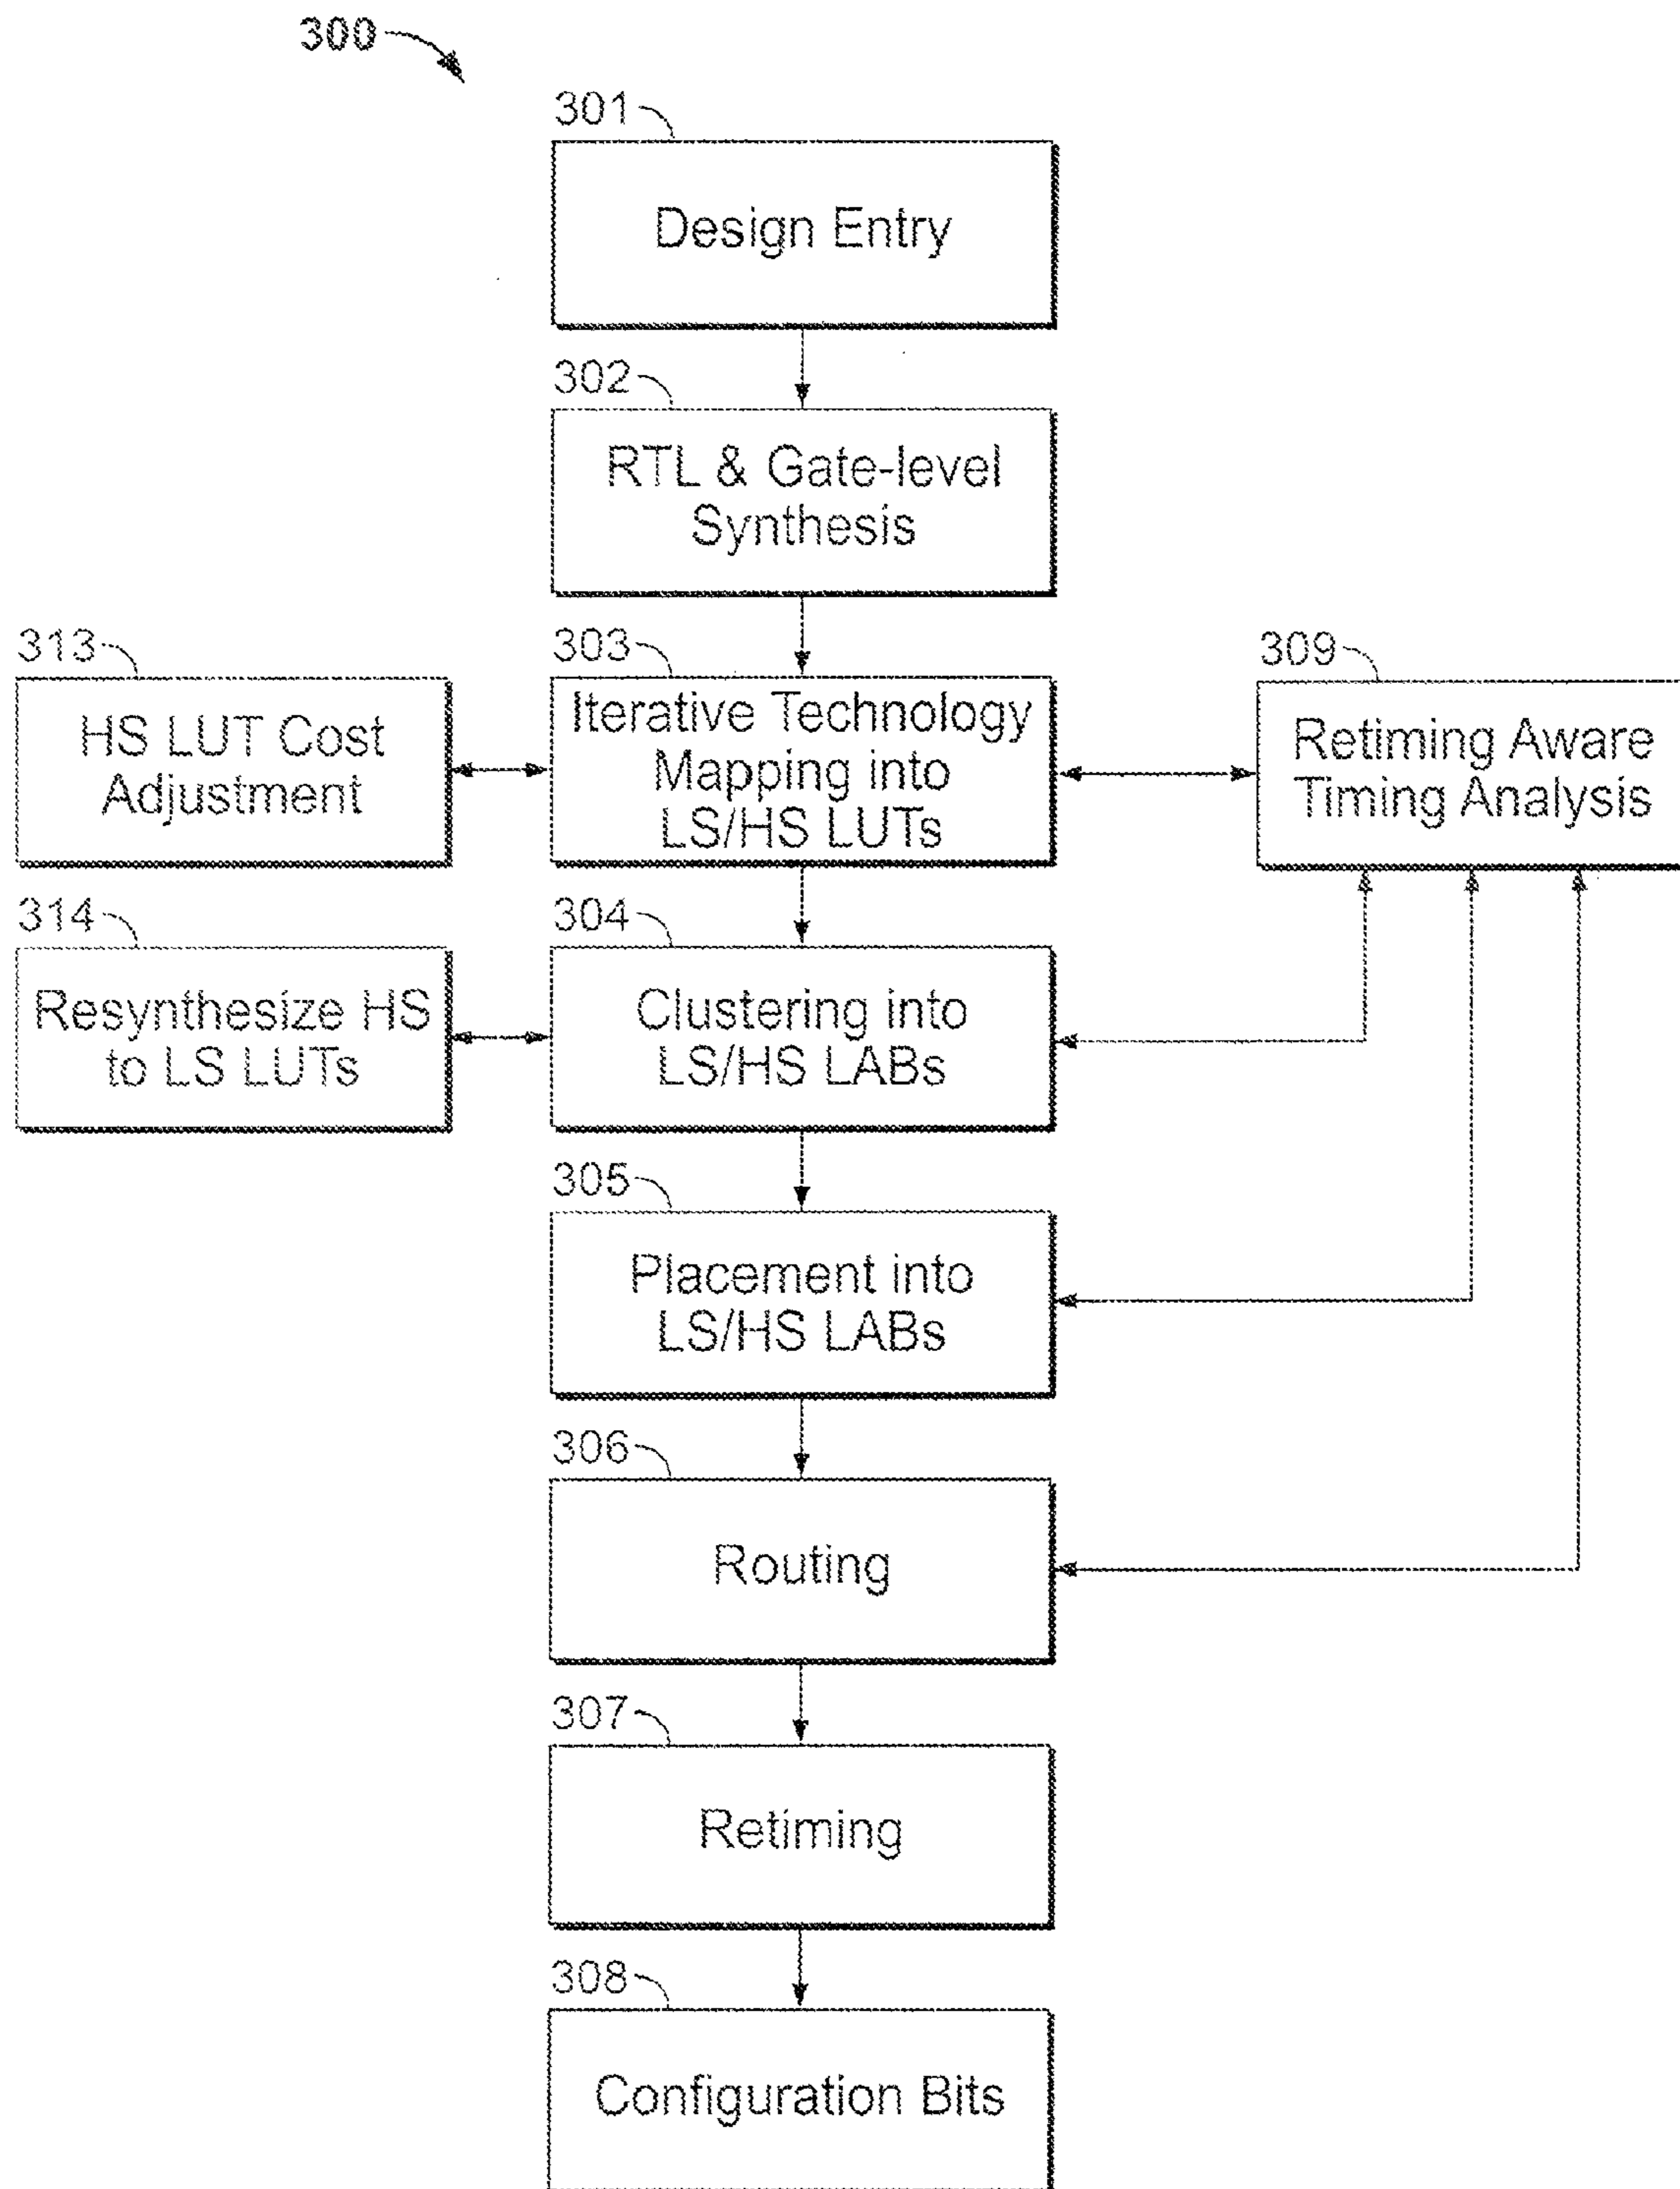 300
301
Design Entry
302
RTL & Gate-level
Synthesis
313
HS LUT Cost
Adjustment
303
Iterative Technology
Mapping into
LS/HS LUTs
309
Retiming Aware
Timing Analysis
314
Resynthesize HS
to LS LUTs
304
Clustering into
LS/HS LABs
305
Placement into
LS/HS LABs
306
Routing
307
Retiming
308
Configuration Bits